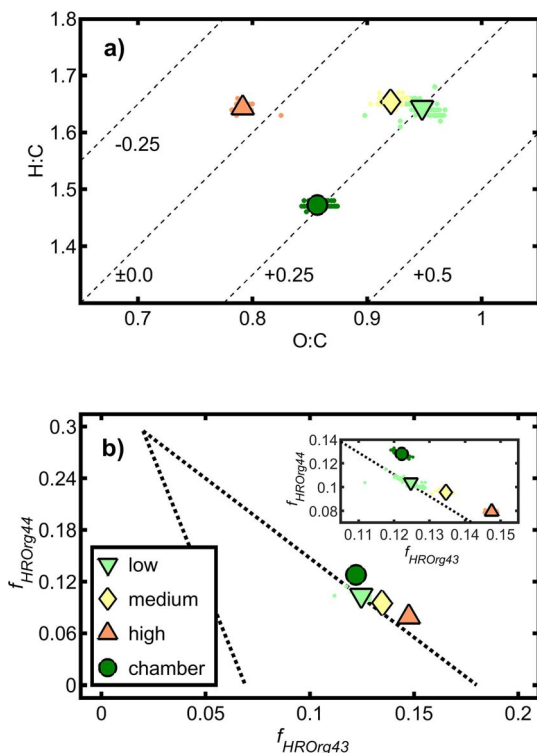 1.8
a)
1.7
1.6
H:C
-0.25
1.5
1.4
±0.0
+0.25
+0.5
0.7
0.8
0.9
1
O:C
0.3
b)
0.24
0.14
0.12
0.1
0.08
fHROrg44
0.11
0.12
0.13
0.14
0.15
fHROrg43
0.18
fHROrg44
low
0.12
medium
high
0.06
chamber
0
0
0.05
0.1
0.15
0.2
fHROrg43